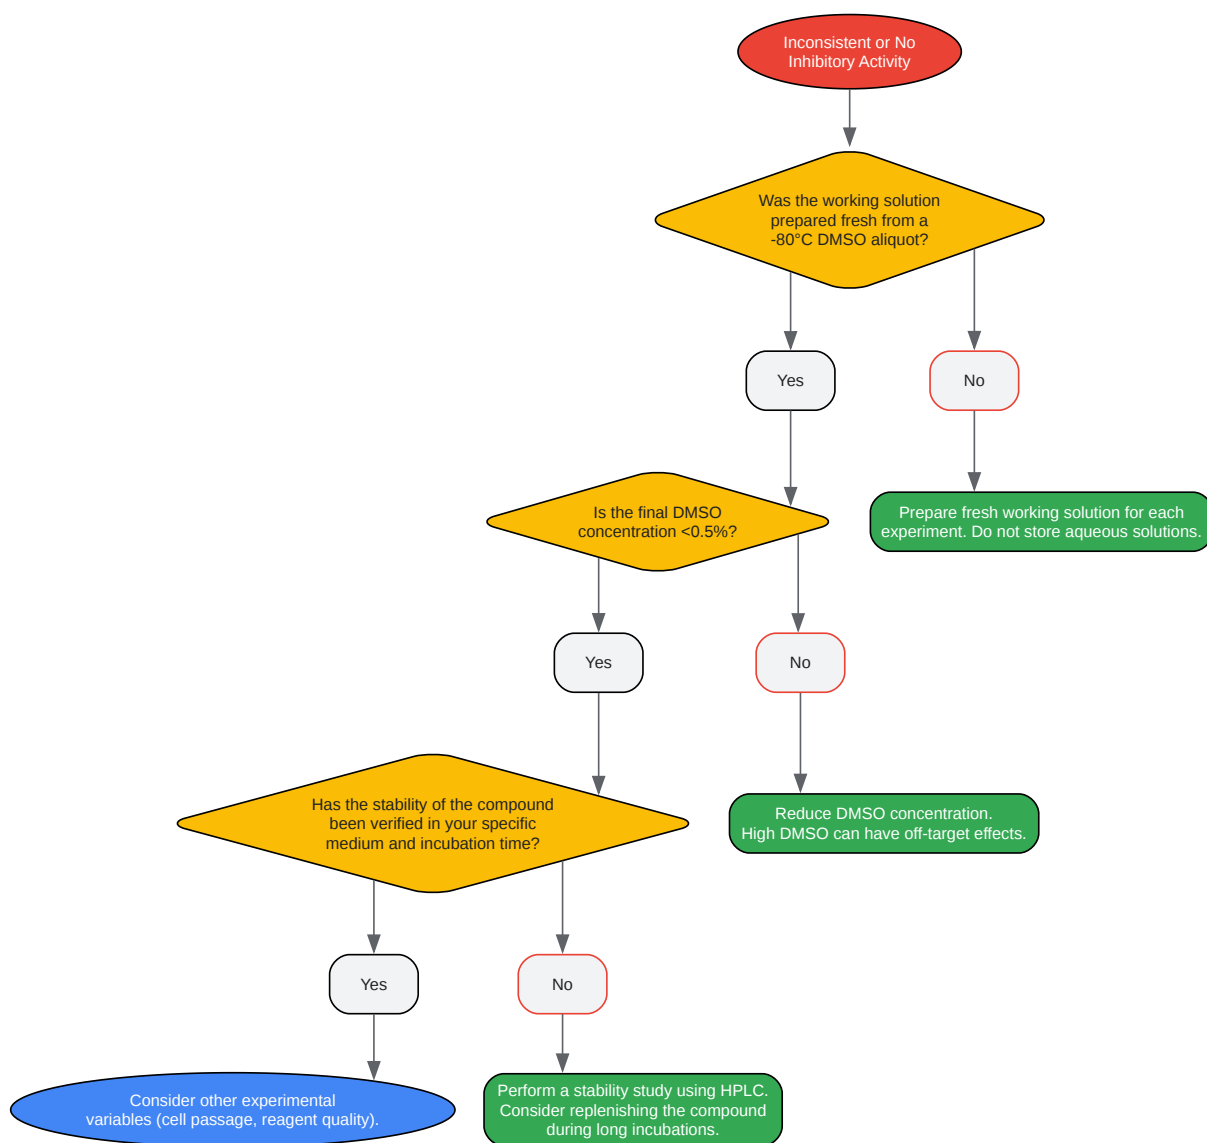 Inconsistent or No
Inhibitory Activity
Was the working solution
prepared fresh from a
-80°C DMSO aliquot?
Yes
No
Is the final DMSO
concentration <0.5%?
Prepare fresh working solution for each
experiment. Do not store aqueous solutions.
Yes
No
Has the stability of the compound
been verified in your specific
medium and incubation time?
Reduce DMSO concentration.
High DMSO can have off-target effects.
Yes
No
Consider other experimental
variables (cell passage, reagent quality).
Perform a stability study using HPLC.
Consider replenishing the compound
during long incubations.